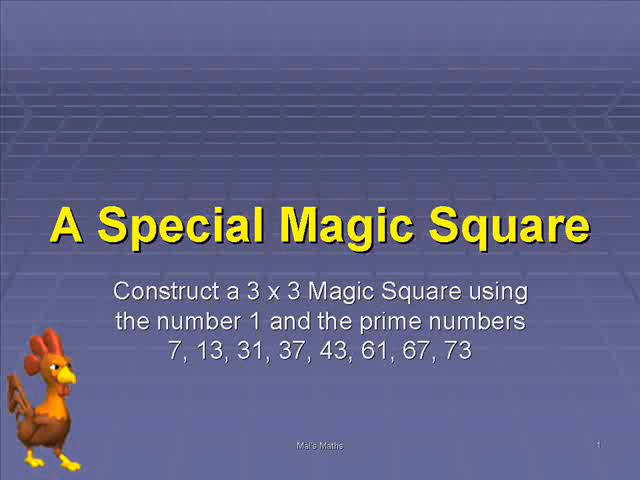 A Special Magic Square
Construct a 3 x 3 Magic Square using
the number 1 and the prime numbers
7, 13, 31, 37, 43, 61, 67, 73
Mal's Maths
1